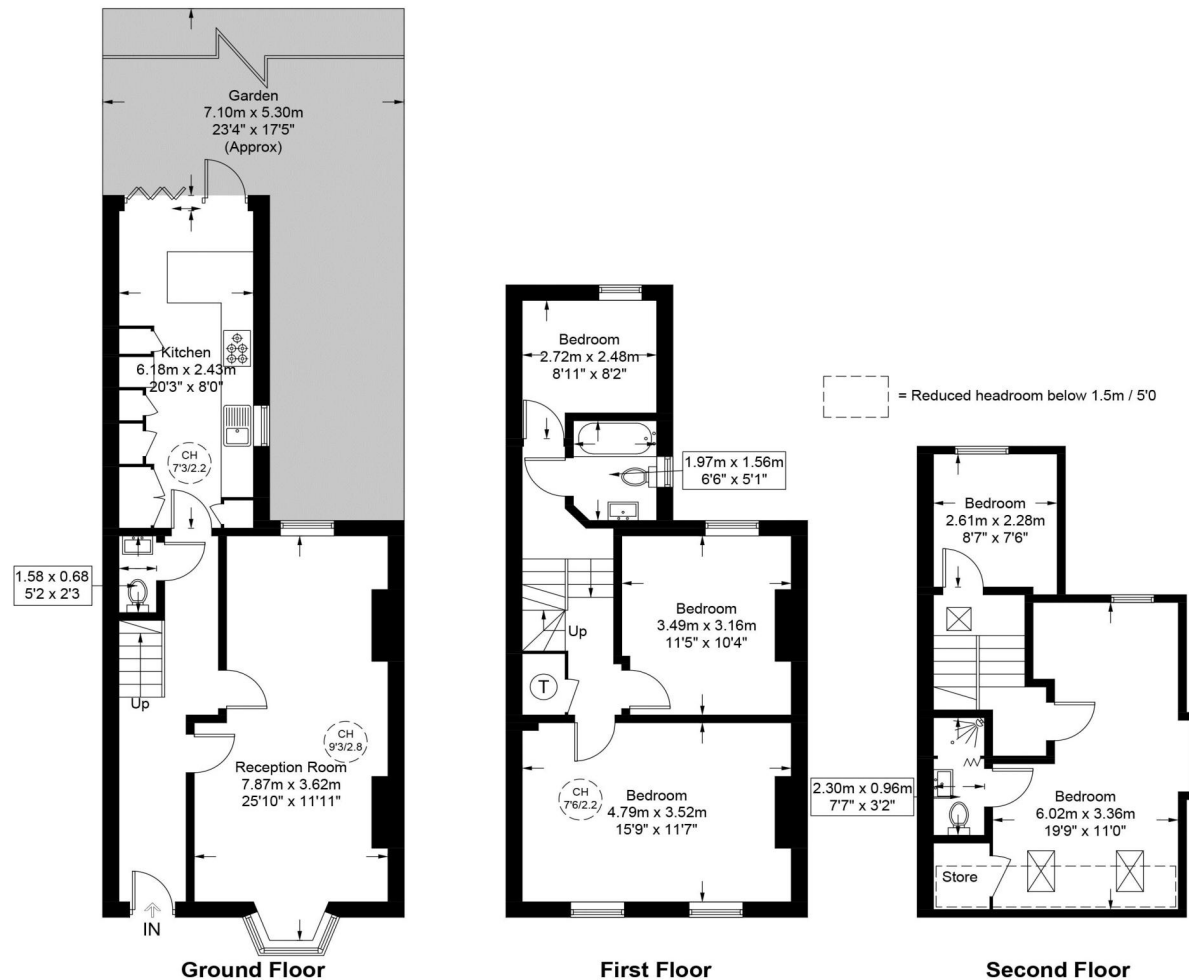 Garden
7.10m x 5.30m
23'4" x 17'5"
(Approx)
Kitchen
6.18m x 2.43m
20'3" x 8'0"
CH
7'3/2.2
1.58 x 0.68
5'2 x 2'3
Up
CH
9'3/2.8
Reception Room
7.87m x 3.62m
25'10" x 11'11"
IN
Ground Floor
Bedroom
2.72m x 2.48m
8'11" x 8'2"
1.97m x 1.56m
6'6" x 5'1"
Bedroom
3.49m x 3.16m
11'5" x 10'4"
Up
T
CH
7'6/2.2
Bedroom
4.79m x 3.52m
15'9" x 11'7"
First Floor
= Reduced headroom below 1.5m / 5'0
Bedroom
2.61m x 2.28m
8'7" x 7'6"
2.30m x 0.96m
7'7" x 3'2"
Bedroom
6.02m x 3.36m
19'9" x 11'0"
Store
Second Floor